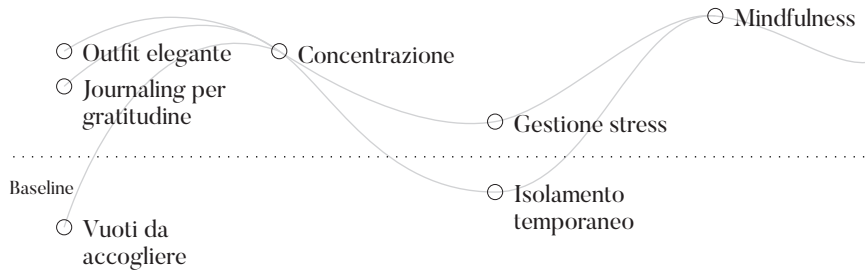 Mindfulness
Outfit elegante
Concentrazione
Journaling per
gratitudine
Gestione stress
Baseline
Isolamento
temporaneo
Vuoti da
accogliere